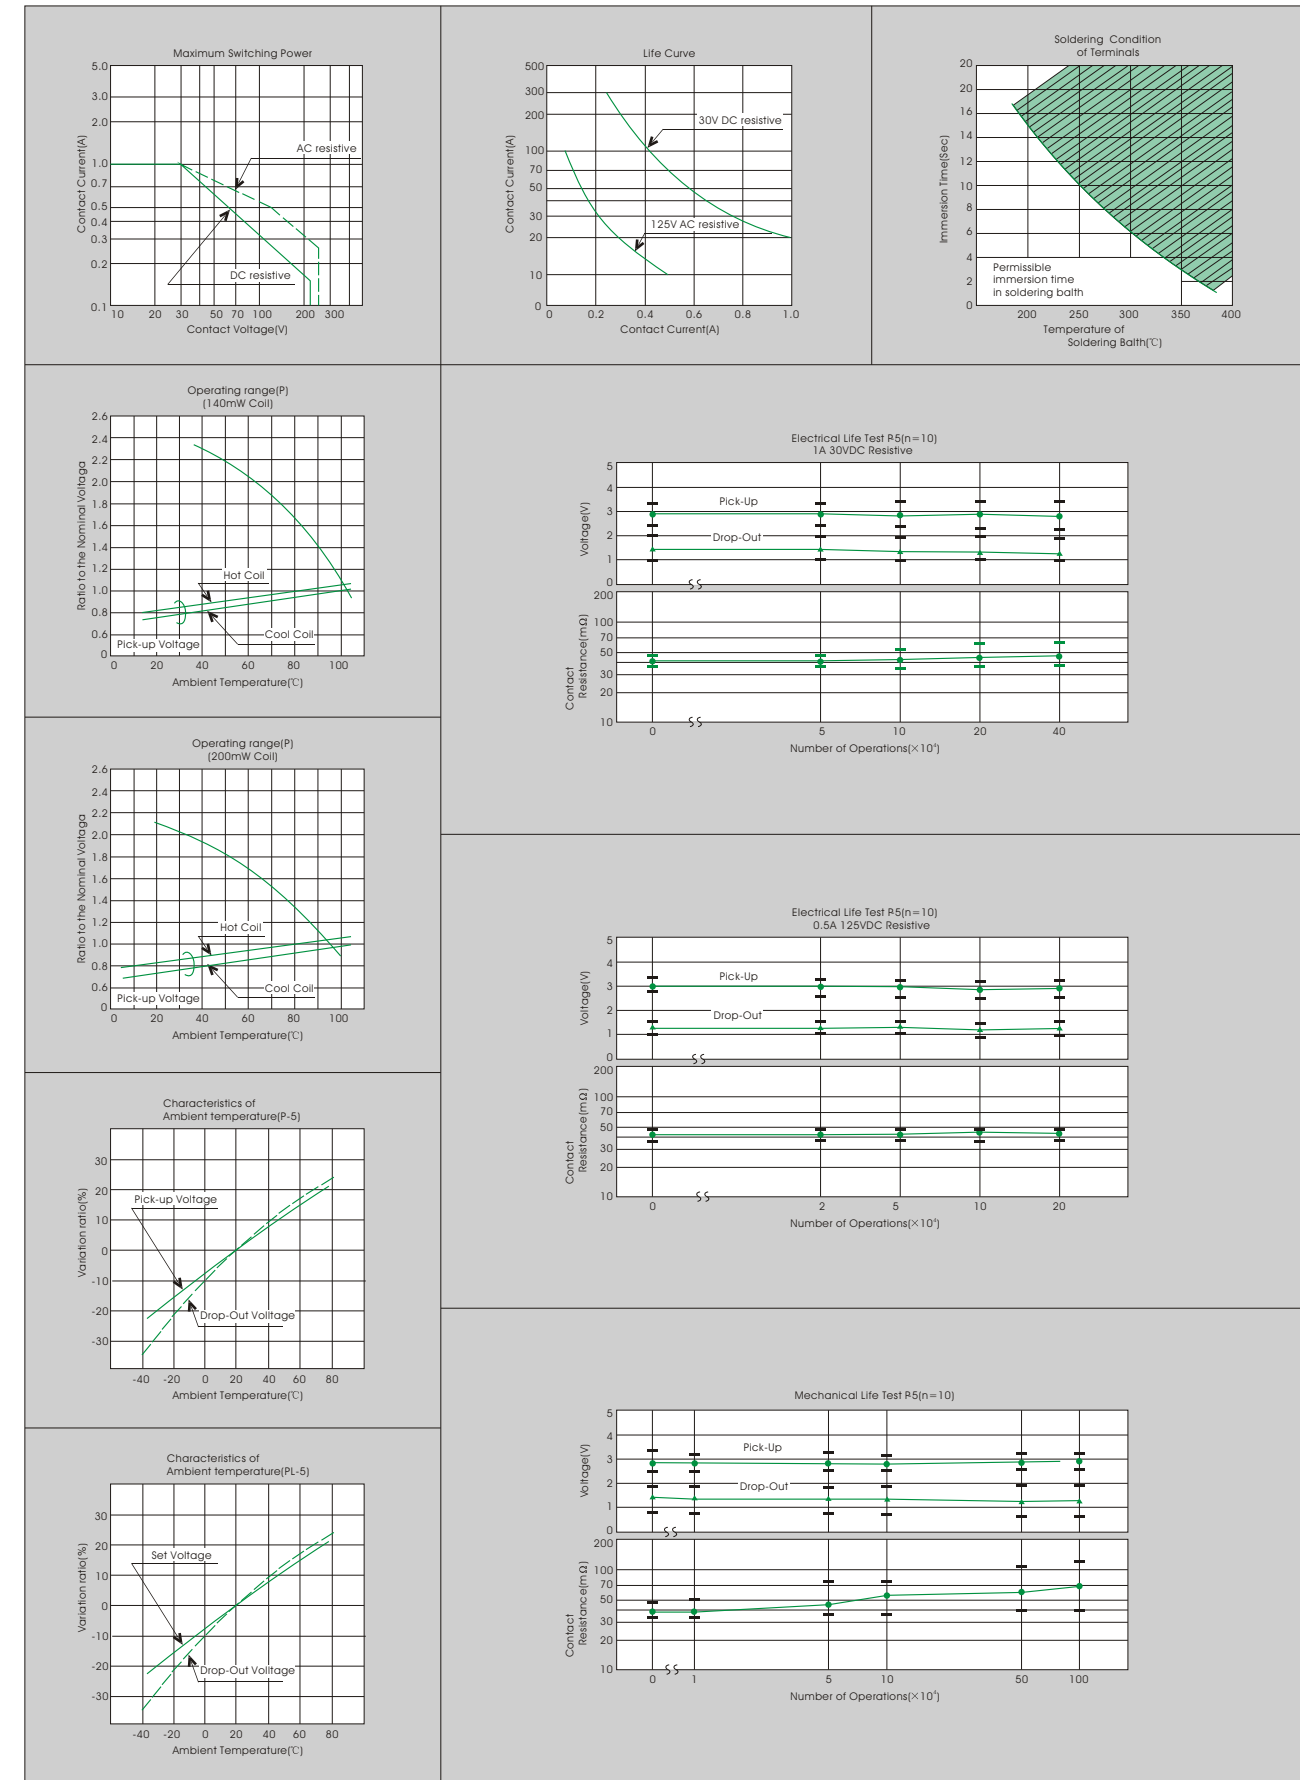 Maximum Switching Power
Contact Current(A)
5.0
3.0
2.0
1.0
0.7
0.5
0.4
0.3
0.2
0.1
AC resistive
DC resistive
10 20 30 50 70 100 200 300
Contact Voltage(V)
Life Curve
Contact Current(A)
500
300
200
100
70
50
30
20
10
0
30V DC resistive
125V AC resistive
0 0.2 0.4 0.6 0.8 1.0
Contact Current(A)
Soldering Condition
of Terminals
Immersion Time(Sec)
20
20
16
14
12
10
8
6
4
2
0
Permissible
immersion time
in soldering balth
200 250 300 350 400
Temperature of
Soldering Balth(℃)
Operating range(P)
(140mW Coil)
Ratio to the Nominal Voltaga
2.6
2.4
2.2
2.0
1.8
1.6
1.4
1.2
1.0
0.8
0.6
0
Hot Coil
Cool Coil
Pick-up Voltage
0 20 40 60 80 100
Ambient Temperature(℃)
Electrical Life Test P-5(n=10)
1A 30VDC Resistive
Voltage(V)
5
4
3
2
1
0
Pick-Up
Drop-Out
Contact
Resistance(mΩ)
200
100
70
50
30
20
10
0 5 10 20 40
Number of Operations(×10⁴)
Operating range(P)
(200mW Coil)
Ratio to the Nominal Voltaga
2.6
2.4
2.2
2.0
1.8
1.6
1.4
1.2
1.0
0.8
0.6
0
Hot Coil
Cool Coil
Pick-up Voltage
0 20 40 60 80 100
Ambient Temperature(℃)
Electrical Life Test P-5(n=10)
0.5A 125VDC Resistive
Voltage(V)
5
4
3
2
1
0
Pick-Up
Drop-Out
Contact
Resistance(mΩ)
200
100
70
50
30
20
10
0 2 5 10 20
Number of Operations(×10⁴)
Characteristics of
Ambient temperature(P-5)
Variation ratio(%)
30
20
10
0
-10
-20
-30
Pick-up Voltage
Drop-Out Voltage
-40 -20 0 20 40 60 80
Ambient Temperature(℃)
Mechanical Life Test P-5(n=10)
Voltage(V)
5
4
3
2
1
0
Pick-Up
Drop-Out
Contact
Resistance(mΩ)
200
100
70
50
30
20
10
0 1 5 10 50 100
Number of Operations(×10⁴)
Characteristics of
Ambient temperature(PL-5)
Variation ratio(%)
30
20
10
0
-10
-20
-30
Set Voltage
Drop-Out Voltage
-40 -20 0 20 40 60 80
Ambient Temperature(℃)